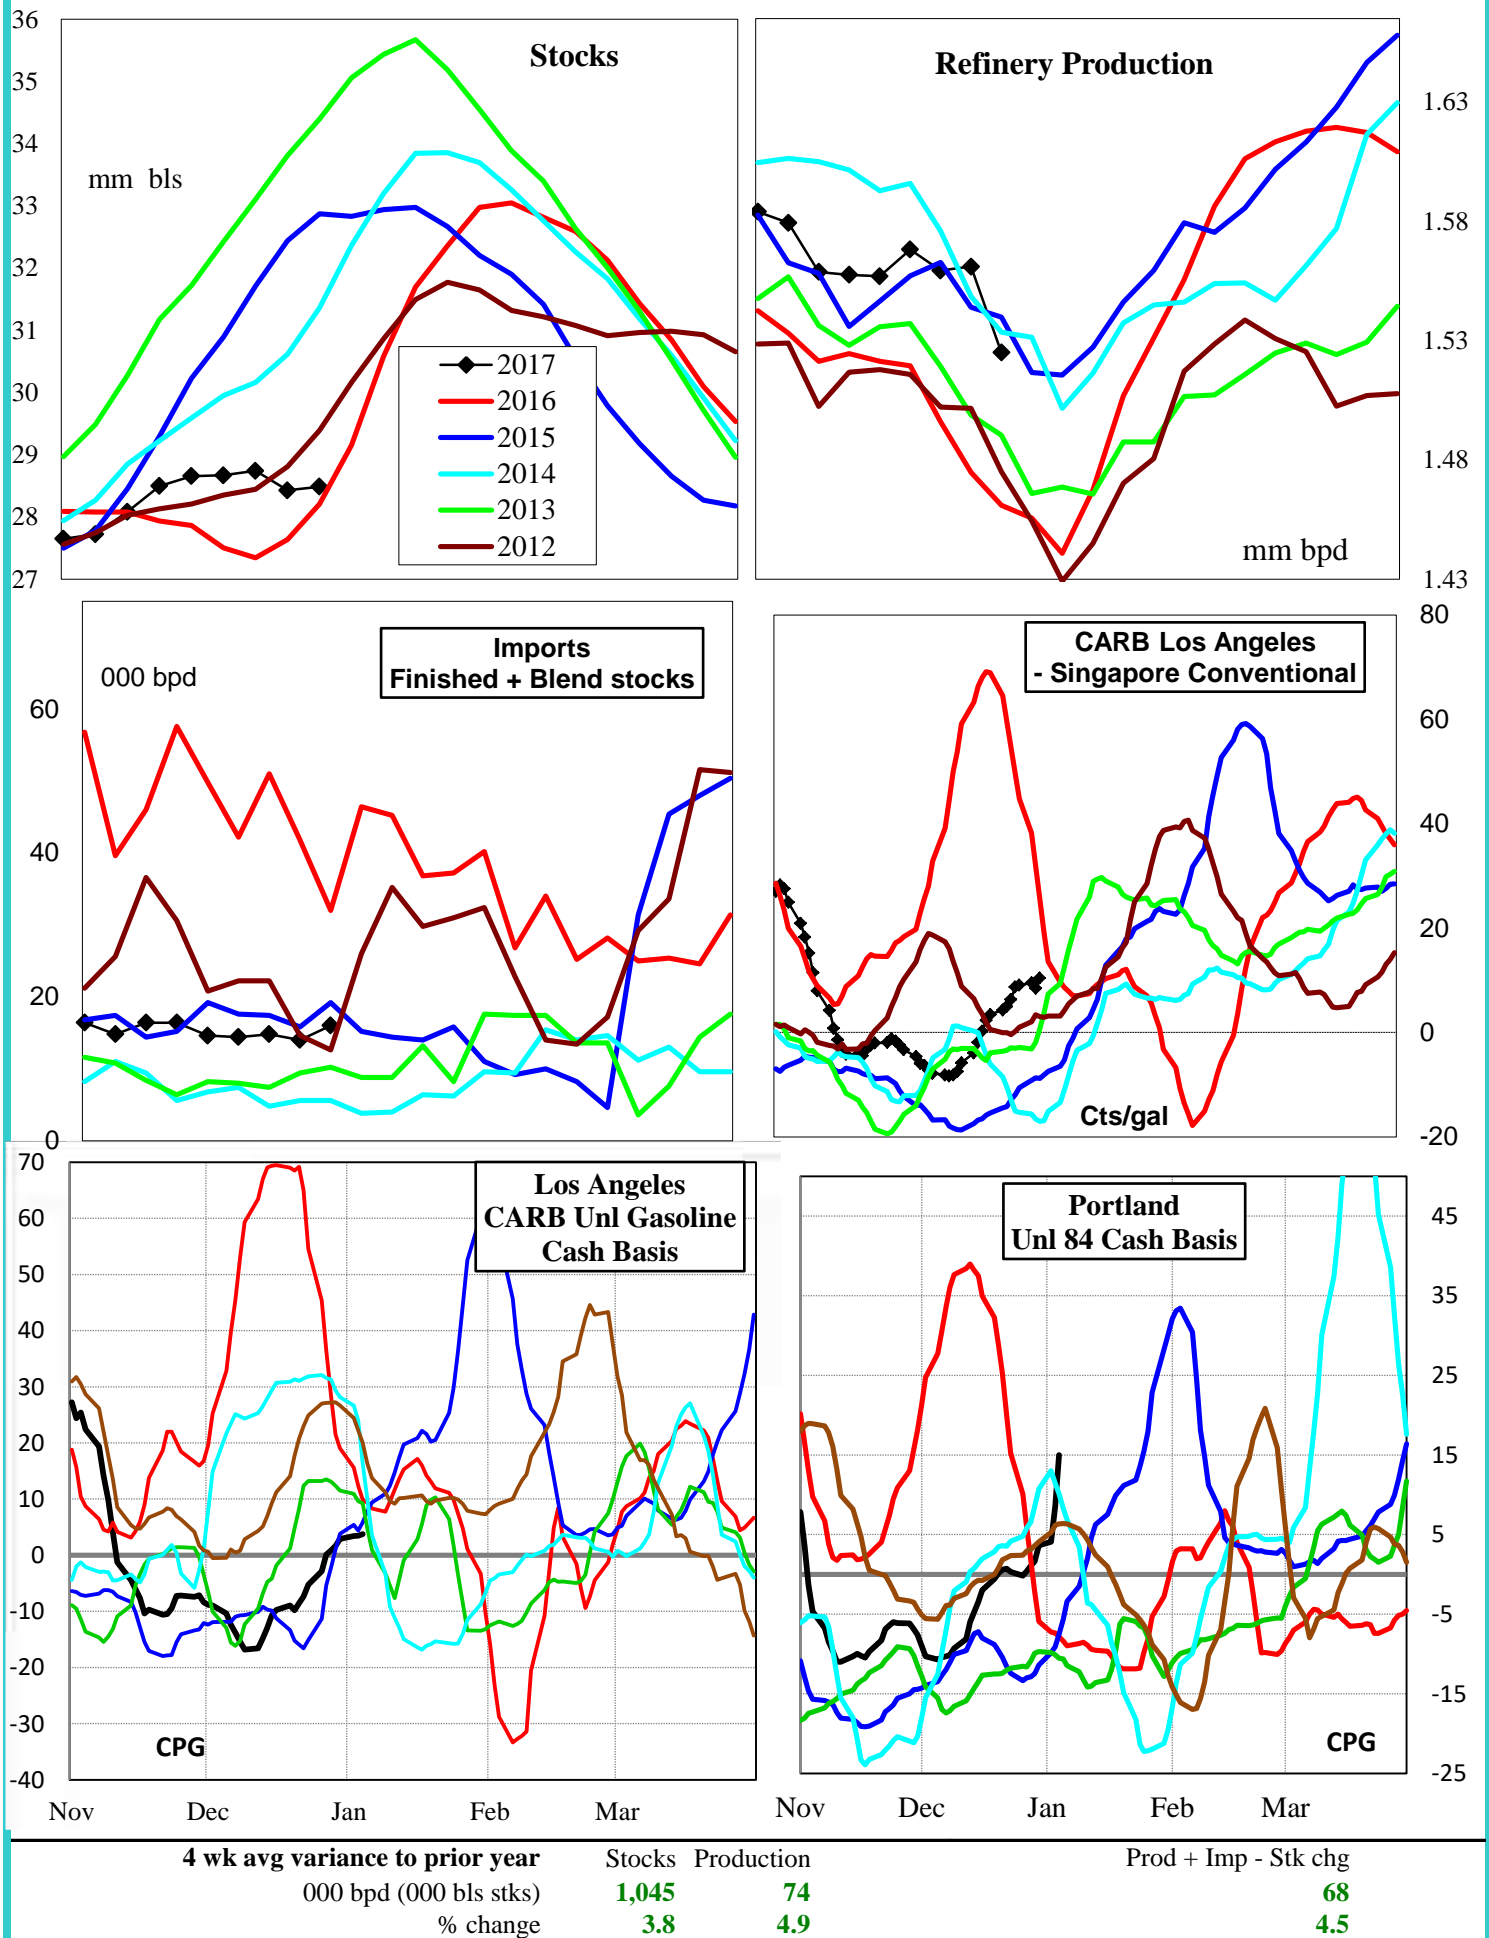 Stocks
mm bls
36
35
34
33
32
31
30
29
28
27
2017
2016
2015
2014
2013
2012
Refinery Production
1.63
1.58
1.53
1.48
1.43
mm bpd
Imports
Finished + Blend stocks
000 bpd
60
40
20
0
CARB Los Angeles
- Singapore Conventional
80
60
40
20
0
-20
Cts/gal
Los Angeles
CARB Unl Gasoline
Cash Basis
70
60
50
40
30
20
10
0
-10
-20
-30
-40
CPG
Nov Dec Jan Feb Mar
Portland
Unl 84 Cash Basis
45
35
25
15
5
-5
-15
-25
CPG
Nov Dec Jan Feb Mar
4 wk avg variance to prior year Stocks Production Prod + Imp - Stk chg
000 bpd (000 bls stks) 1,045 74 68
% change 3.8 4.9 4.5